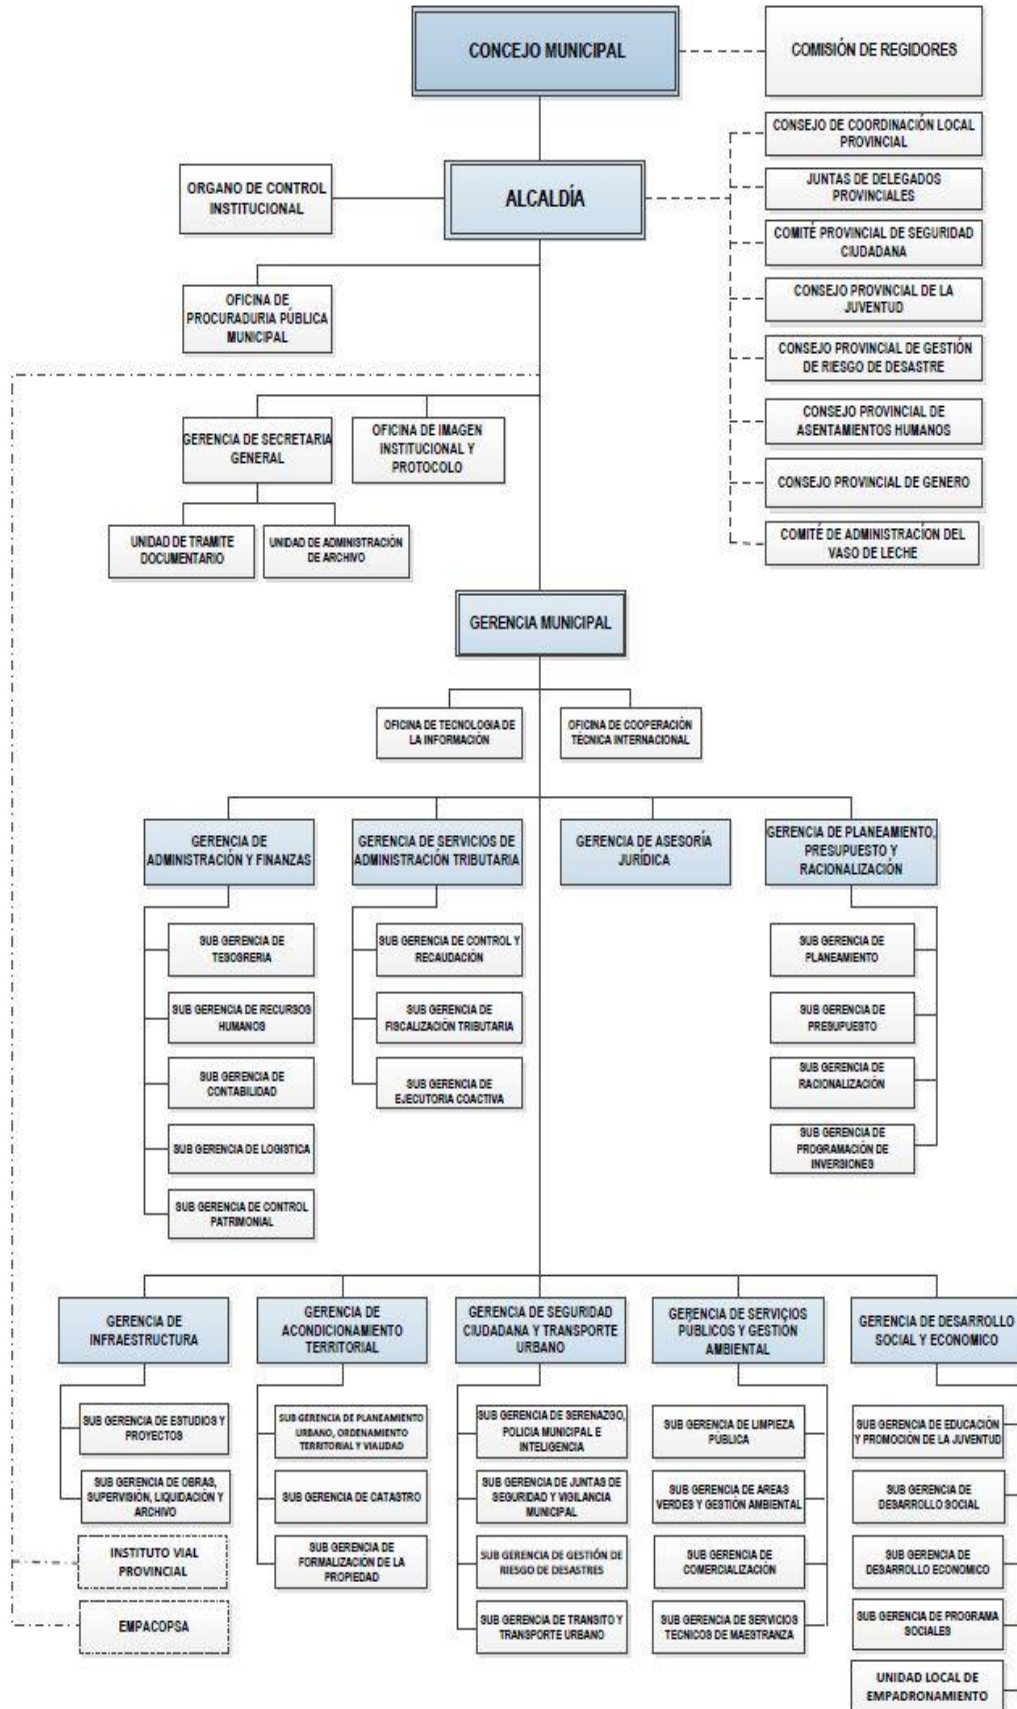 CONCEJO MUNICIPAL
COMISIÓN DE REGIDORES
CONSEJO DE COORDINACIÓN LOCAL
PROVINCIAL
ORGANO DE CONTROL
INSTITUCIONAL
ALCALDÍA
JUNTAS DE DELEGADOS
PROVINCIALES
COMITÉ PROVINCIAL DE SEGURIDAD
CIUDADANA
OFICINA DE
PROCURADURIA PÚBLICA
MUNICIPAL
CONSEJO PROVINCIAL DE LA
JUVENTUD
CONSEJO PROVINCIAL DE GESTIÓN
DE RIESGO DE DESASTRE
GERENCIA DE SECRETARIA
GENERAL
OFICINA DE IMAGEN
INSTITUCIONAL Y
PROTOCOLO
CONSEJO PROVINCIAL DE
ASENTAMIENTOS HUMANOS
CONSEJO PROVINCIAL DE GENERO
UNIDAD DE TRAMITE
DOCUMENTARIO
UNIDAD DE ADMINISTRACIÓN
DE ARCHIVO
COMITÉ DE ADMINISTRACÍON DEL
VASO DE LECHE
GERENCIA MUNICIPAL
OFICINA DE TECNOLOGIA DE
LA INFORMACIÓN
OFICINA DE COOPERACIÓN
TÉCNICA INTERNACIONAL
GERENCIA DE
ADMINISTRACIÓN Y FINANZAS
GERENCIA DE SERVICIOS DE
ADMINISTRACIÓN TRIBUTARIA
GERENCIA DE ASESORÍA
JURÍDICA
GERENCIA DE PLANEAMIENTO,
PRESUPUESTO Y
RACIONALIZACIÓN
SUB GERENCIA DE
TESOSRERIA
SUB GERENCIA DE RECURSOS
HUMANOS
SUB GERENCIA DE
CONTABILIDAD
SUB GERENCIA DE LOGISTICA
SUB GERENCIA DE CONTROL
PATRIMONIAL
SUB GERENCIA DE CONTROL Y
RECAUDACIÓN
SUB GERENCIA DE
FISCALIZACIÓN TRIBUTARIA
SUB GERENCIA DE
EJECUTORIA COACTIVA
SUB GERENCIA DE
PLANEAMIENTO
SUB GERENCIA DE
PRESUPUESTO
SUB GERENCIA DE
RACIONALIZACIÓN
SUB GERENCIA DE
PROGRAMACIÓN DE
INVERSIONES
GERENCIA DE
INFRAESTRUCTURA
GERENCIA DE
ACONDICIONAMIENTO
TERRITORIAL
GERENCIA DE SEGURIDAD
CIUDADANA Y TRANSPORTE
URBANO
GERENCIA DE SERVICIOS
PÚBLICOS Y GESTIÓN
AMBIENTAL
GERENCIA DE DESARROLLO
SOCIAL Y ECONOMICO
SUB GERENCIA DE ESTUDIOS Y
PROYECTOS
SUB GERENCIA DE OBRAS,
SUPERVISIÓN, LIQUIDACIÓN Y
ARCHIVO
INSTITUTO VIAL
PROVINCIAL
EMPACOPSA
SUB GERENCIA DE PLANEAMIENTO
URBANO, ORDENAMIENTO
TERRITORIAL Y VIALIDAD
SUB GERENCIA DE CATASTRO
SUB GERENCIA DE
FORMALIZACIÓN DE LA
PROPIEDAD
SUB GERENCIA DE SERENAZGO,
POLICIA MUNICIPAL E
INTELIGENCIA
SUB GERENCIA DE JUNTAS DE
SEGURIDAD Y VIGILANCIA
MUNICIPAL
SUB GERENCIA DE GESTIÓN DE
RIESGO DE DESASTRES
SUB GERENCIA DE TRANSITO Y
TRANSPORTE URBANO
SUB GERENCIA DE LIMPIEZA
PÚBLICA
SUB GERENCIA DE AREAS
VERDES Y GESTIÓN AMBIENTAL
SUB GERENCIA DE
COMERCIALIZACIÓN
SUB GERENCIA DE SERVICIOS
TECNICOS DE MAESTRANZA
SUB GERENCIA DE EDUCACIÓN
Y PROMOCIÓN DE LA JUVENTUD
SUB GERENCIA DE
DESARROLLO SOCIAL
SUB GERENCIA DE
DESARROLLO ECONOMICO
SUB GERENCIA DE PROGRAMA
SOCIALES
UNIDAD LOCAL DE
EMPADRONAMIENTO